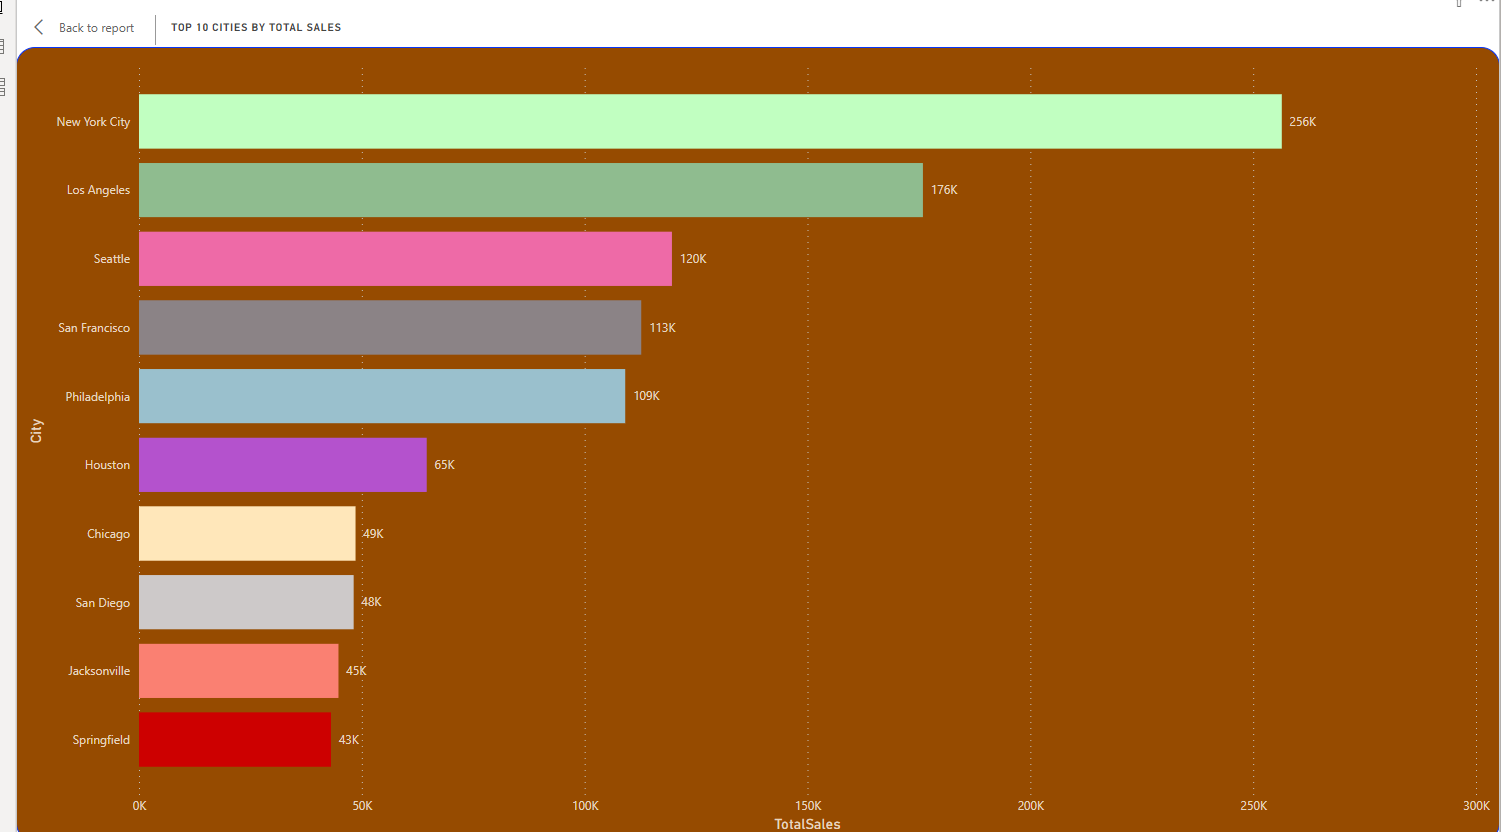 Back to report
TOP 10 CITIES BY TOTAL SALES
New York City 256K
Los Angeles 176K
Seattle 120K
San Francisco 113K
Philadelphia 109K
City
Houston 65K
Chicago 49K
San Diego 48K
Jacksonville 45K
Springfield 43K
0K 50K 100K 150K 200K 250K 300K
TotalSales